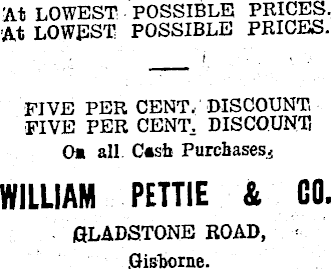 At LOWEST POSSIBLE PRICES.
At LOWEST POSSIBLE PRICES.
FIVE PER CENT. DISCOUNT
FIVE PER CENT. DISCOUNT
On all Cash Purchases,
WILLIAM PETTIE & CO.
GLADSTONE ROAD,
Gisborne.